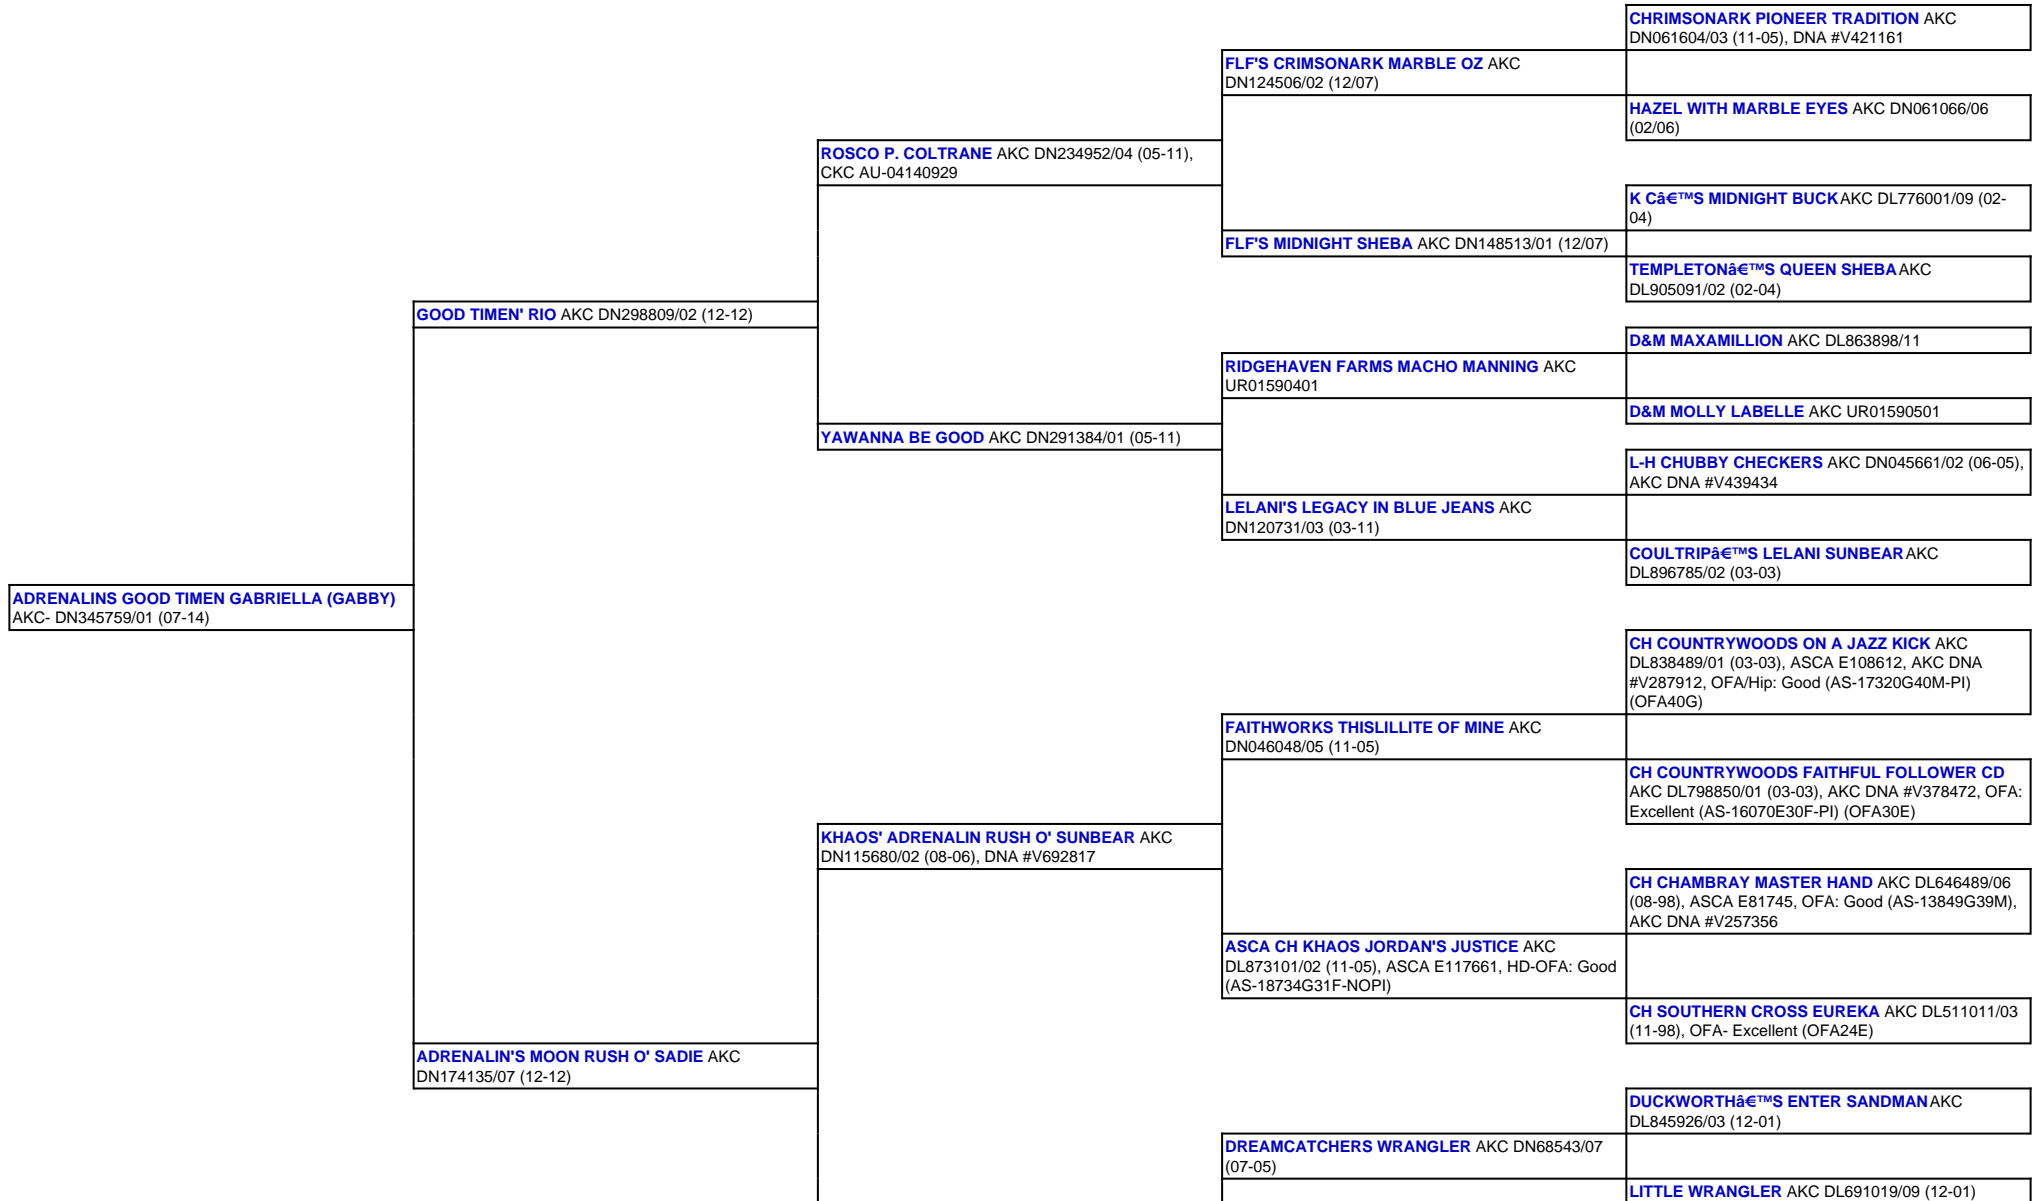 CHRIMSONARK PIONEER TRADITION AKC
DN061604/03 (11-05), DNA #V421161
FLF'S CRIMSONARK MARBLE OZ AKC
DN124506/02 (12/07)
HAZEL WITH MARBLE EYES AKC DN061066/06
(02/06)
ROSCO P. COLTRANE AKC DN234952/04 (05-11),
CKC AU-04140929
K Câ€™S MIDNIGHT BUCK AKC DL776001/09 (02-
04)
FLF'S MIDNIGHT SHEBA AKC DN148513/01 (12/07)
TEMPLETONâ€™S QUEEN SHEBA AKC
DL905091/02 (02-04)
GOOD TIMEN' RIO AKC DN298809/02 (12-12)
D&M MAXAMILLION AKC DL863898/11
RIDGEHAVEN FARMS MACHO MANNING AKC
UR01590401
D&M MOLLY LABELLE AKC UR01590501
YAWANNA BE GOOD AKC DN291384/01 (05-11)
L-H CHUBBY CHECKERS AKC DN045661/02 (06-05),
AKC DNA #V439434
LELANI'S LEGACY IN BLUE JEANS AKC
DN120731/03 (03-11)
COULTRIPâ€™S LELANI SUNBEAR AKC
DL896785/02 (03-03)
ADRENALINS GOOD TIMEN GABRIELLA (GABBY)
AKC- DN345759/01 (07-14)
CH COUNTRYWOODS ON A JAZZ KICK AKC
DL838489/01 (03-03), ASCA E108612, AKC DNA
#V287912, OFA/Hip: Good (AS-17320G40M-PI)
(OFA40G)
FAITHWORKS THISLILLITE OF MINE AKC
DN046048/05 (11-05)
CH COUNTRYWOODS FAITHFUL FOLLOWER CD
AKC DL798850/01 (03-03), AKC DNA #V378472, OFA:
Excellent (AS-16070E30F-PI) (OFA30E)
KHAOS' ADRENALIN RUSH O' SUNBEAR AKC
DN115680/02 (08-06), DNA #V692817
CH CHAMBRAY MASTER HAND AKC DL646489/06
(08-98), ASCA E81745, OFA: Good (AS-13849G39M),
AKC DNA #V257356
ASCA CH KHAOS JORDAN'S JUSTICE AKC
DL873101/02 (11-05), ASCA E117661, HD-OFA: Good
(AS-18734G31F-NOPI)
CH SOUTHERN CROSS EUREKA AKC DL511011/03
(11-98), OFA- Excellent (OFA24E)
ADRENALIN'S MOON RUSH O' SADIE AKC
DN174135/07 (12-12)
DUCKWORTHâ€™S ENTER SANDMAN AKC
DL845926/03 (12-01)
DREAMCATCHERS WRANGLER AKC DN68543/07
(07-05)
LITTLE WRANGLER AKC DL691019/09 (12-01)